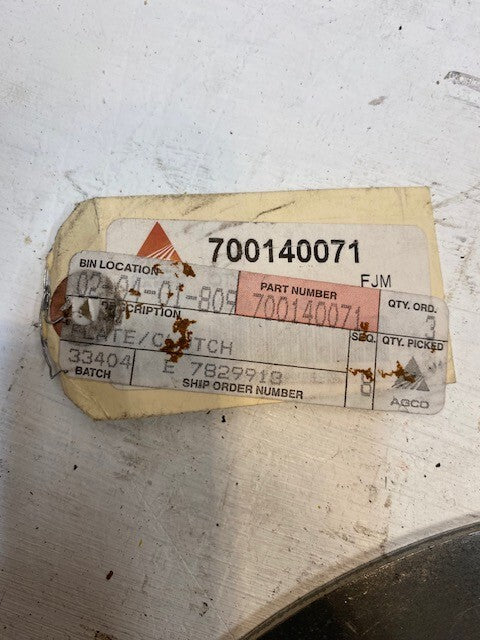 700140071
FJM
BIN LOCATION
PART NUMBER
QTY. ORD.
02-04-01-809
700140071
3
DESCRIPTION
SEQ.
QTY. PICKED
PLATE/CLUTCH
33404
E 7829918
BATCH
SHIP ORDER NUMBER
AGCO